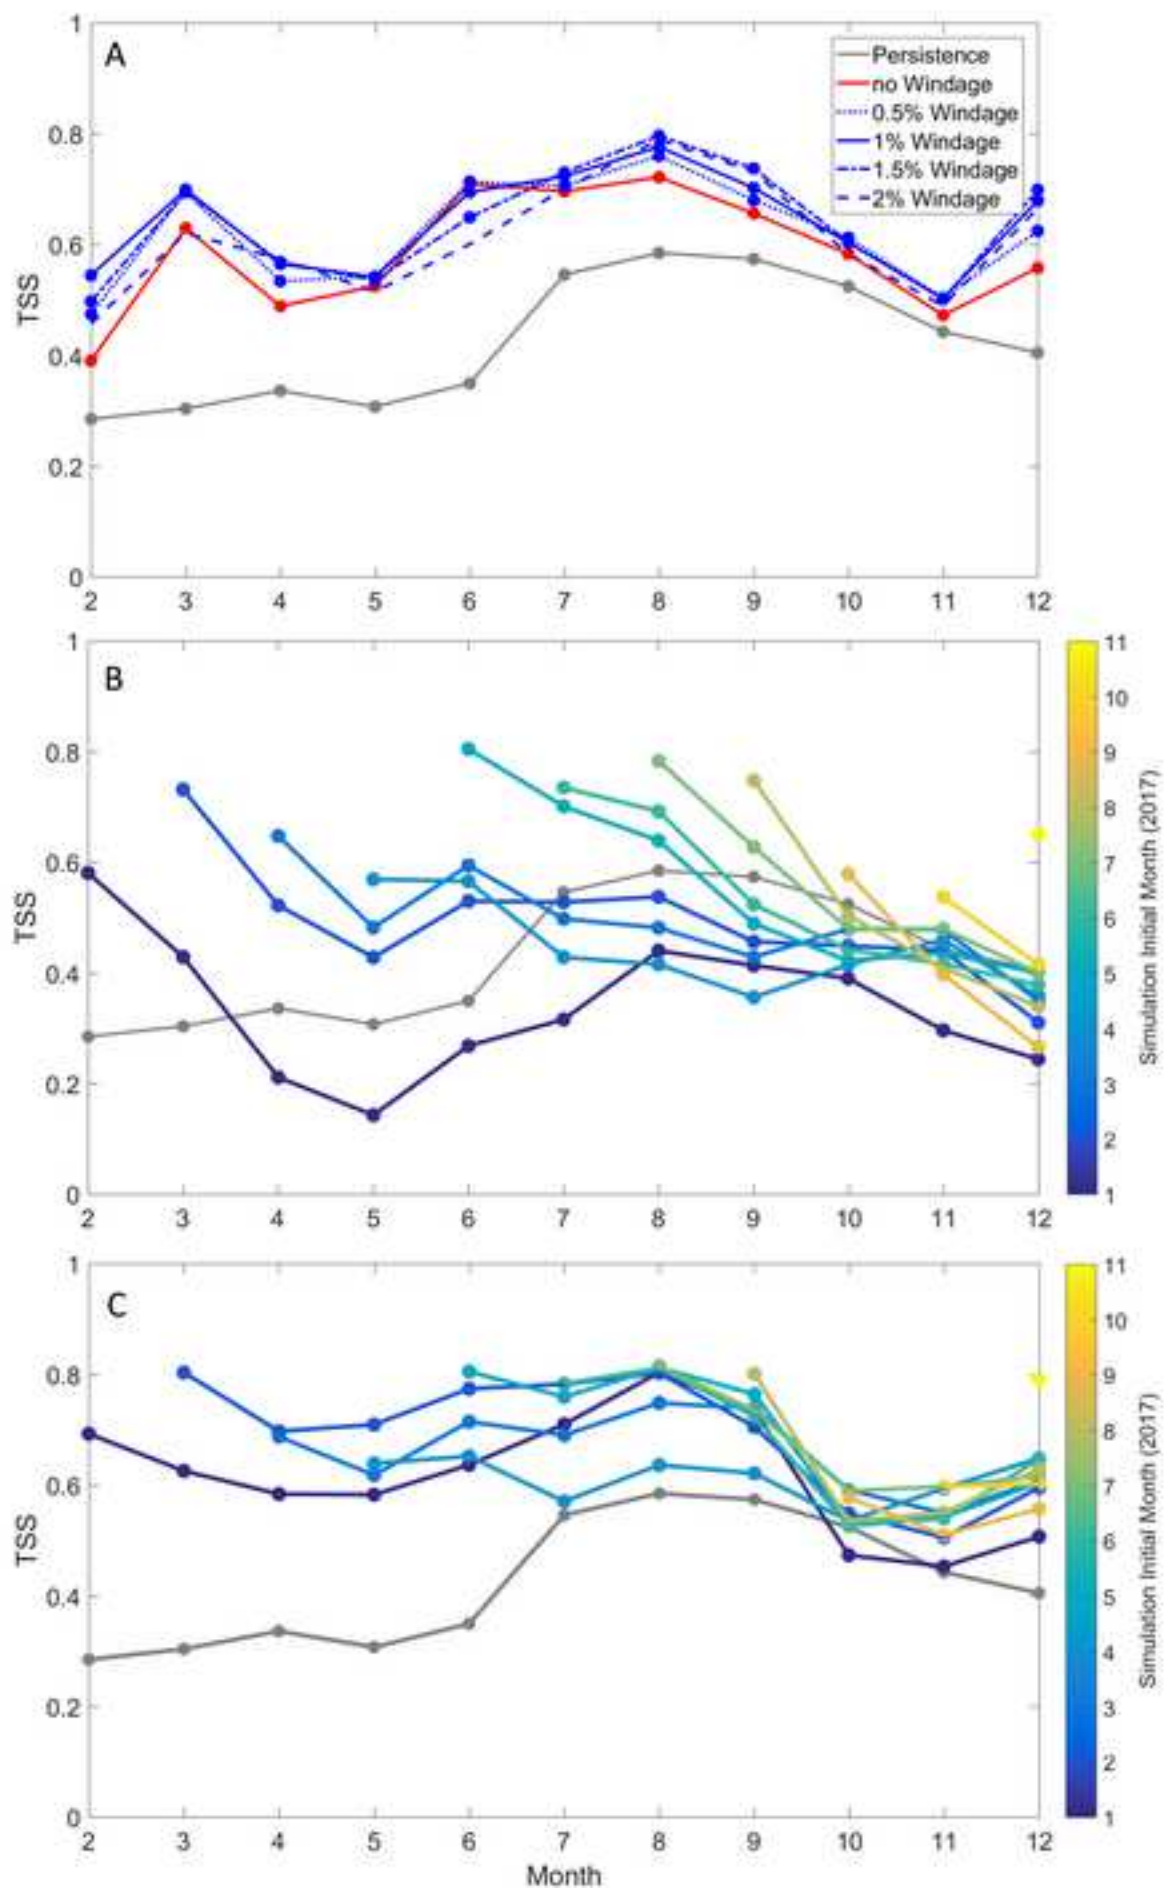 A
Persistence
no Windage
0.5% Windage
1% Windage
1.5% Windage
2% Windage
TSS
1
0.8
0.6
0.4
0.2
0
2 3 4 5 6 7 8 9 10 11 12
B
TSS
1
0.8
0.6
0.4
0.2
0
2 3 4 5 6 7 8 9 10 11 12
11
10
9
8
7
6
5
4
3
2
1
Simulation Initial Month (2017)
C
TSS
1
0.8
0.6
0.4
0.2
0
2 3 4 5 6 7 8 9 10 11 12
Month
11
10
9
8
7
6
5
4
3
2
1
Simulation Initial Month (2017)